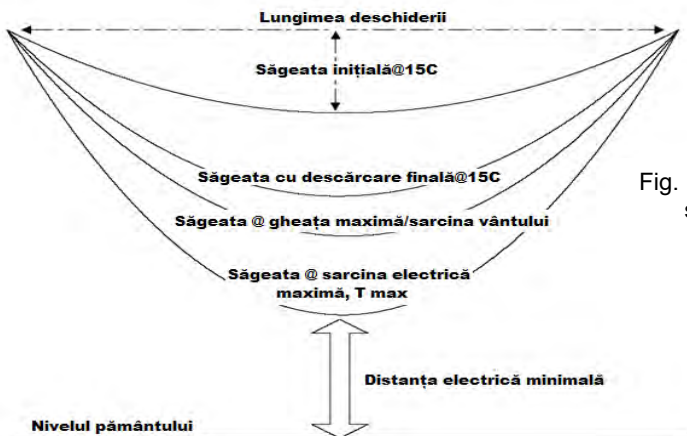 Lungimea deschiderii
Săgeata inițială@15C
Săgeata cu descărcare finală@15C
Săgeata @ gheața maximă/sarcina vântului
Săgeata @ sarcina electrică
maximă, T max
Distanța electrică minimală
Nivelul pământului
Fig.
s